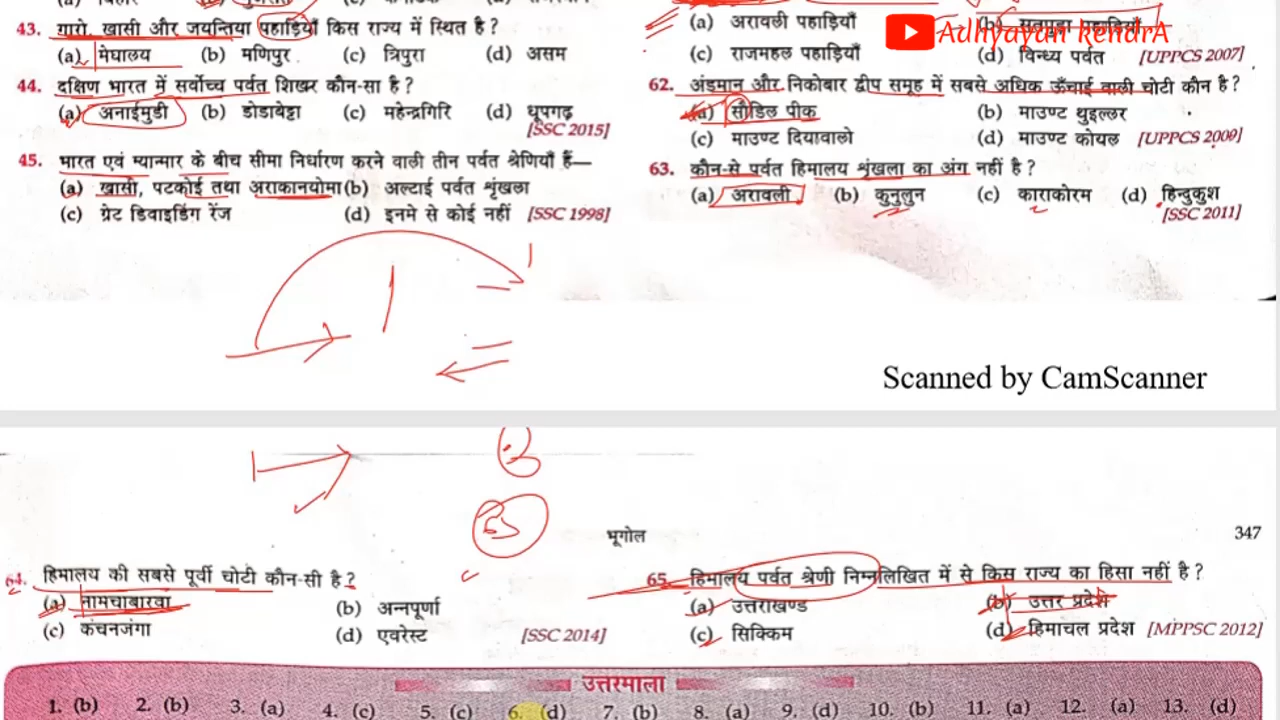 43. गारो, खासी और जयन्तिया पहाड़ियाँ किस राज्य में स्थित है ?
(a) मेघालय (b) मणिपुर (c) त्रिपुरा (d) असम
44. दक्षिण भारत में सर्वोच्च पर्वत शिखर कौन-सा है ?
(a) अनाईमुडी (b) डोडाबेट्टा (c) महेन्द्रगिरि (d) धूपगढ़
[SSC 2015]
45. भारत एवं म्यान्मार के बीच सीमा निर्धारण करने वाली तीन पर्वत श्रेणियाँ हैं—
(a) खासी, पटकोई तथा अराकानयोमा (b) अल्टाई पर्वत शृंखला
(c) ग्रेट डिवाइडिंग रेंज (d) इनमे से कोई नहीं [SSC 1998]
(a) अरावली पहाड़ियाँ (b) सतपुड़ा पहाड़ियाँ
Adhyayan kendrA
(c) राजमहल पहाड़ियाँ (d) विन्ध्य पर्वत [UPPCS 2007]
62. अंडमान और निकोबार द्वीप समूह में सबसे अधिक ऊँचाई वाली चोटी कौन है ?
(a) सौडिल पीक (b) माउण्ट थुइल्लर
(c) माउण्ट दियावालो (d) माउण्ट कोयल [UPPCS 2009]
63. कौन-से पर्वत हिमालय शृंखला का अंग नहीं है ?
(a) अरावली (b) कुनुलुन (c) काराकोरम (d) हिन्दुकुश
[SSC 2011]
Scanned by CamScanner
भूगोल 347
64. हिमालय की सबसे पूर्वी चोटी कौन-सी है ?
(a) नामचाबारवा (b) अन्नपूर्णा
(c) कंचनजंगा (d) एवरेस्ट [SSC 2014]
65. हिमालय पर्वत श्रेणी निम्नलिखित में से किस राज्य का हिसा नहीं है ?
(a) उत्तराखण्ड (b) उत्तर प्रदेश
(c) सिक्किम (d) हिमाचल प्रदेश [MPPSC 2012]
उत्तरमाला
1. (b) 2. (b) 3. (a) 4. (c) 5. (c) 6. (d) 7. (b) 8. (a) 9. (d) 10. (b) 11. (a) 12. (a) 13. (d)